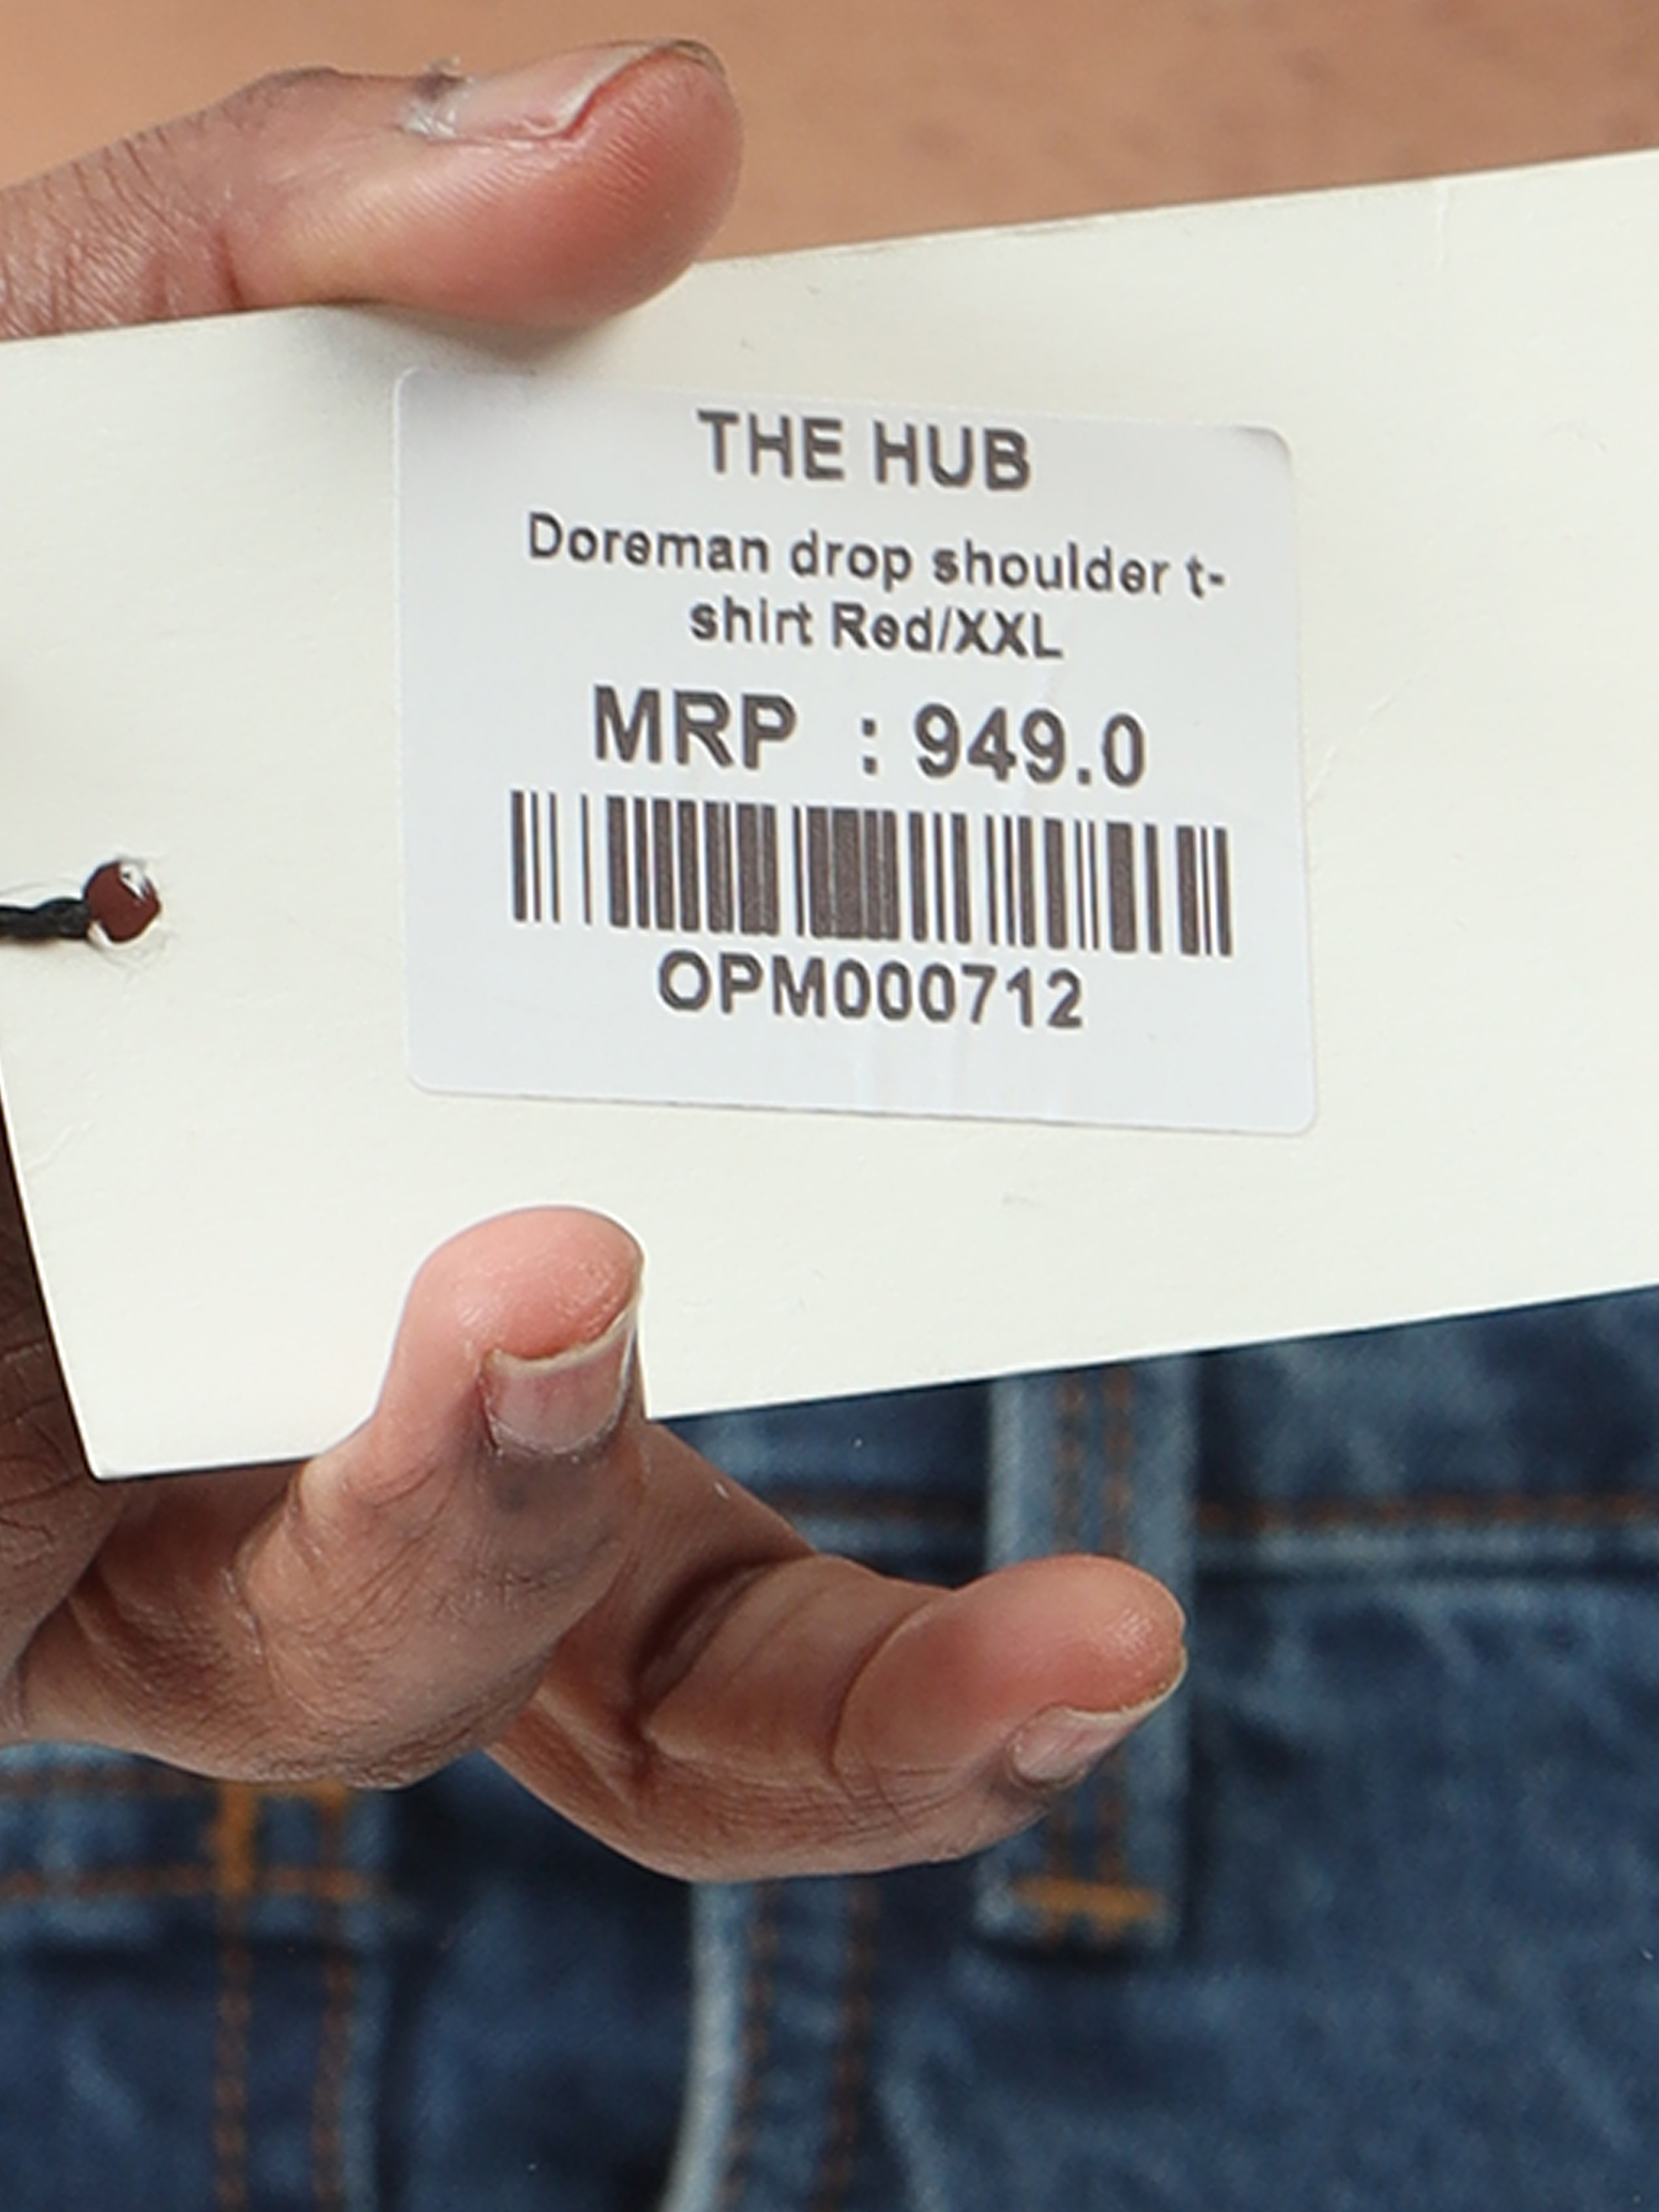 THE HUB
Doreman drop shoulder t-
shirt Red/XXL
MRP : 949.0
OPM000712